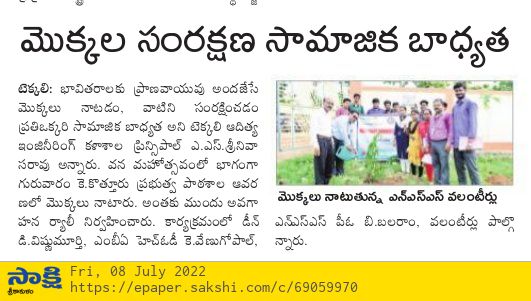 మొక్కల సంరక్షణ సామాజిక బాధ్యత
టెక్కలి: భావితరాలకు ప్రాణవాయువు అందజేసే
మొక్కలు నాటడం, వాటిని సంరక్షించడం
ప్రతిఒక్కరి సామాజిక బాధ్యత అని టెక్కలి ఆదిత్య
ఇంజినీరింగ్ కళాశాల ప్రిన్సిపాల్ ఎ.ఎస్.శ్రీనివా
సరావు అన్నారు. వన మహోత్సవంలో భాగంగా
గురువారం కె.కొత్తూరు ప్రభుత్వ పాఠశాల ఆవర
ణలో మొక్కలు నాటారు. అంతకు ముందు అవగా
హన ర్యాలీ నిర్వహించారు. కార్యక్రమంలో డీన్
డి.విష్ణుమూర్తి, ఎంబీఏ హెచ్ఓడీ కె.వేణుగోపాల్,
మొక్కలు నాటుతున్న ఎన్ఎస్ఎస్ వలంటీర్లు
ఎన్ఎస్ఎస్ పీఓ బి.బలరాం, వలంటీర్లు పాల్గొ
న్నారు.
సాక్షి
శ్రీకాకుళం
Fri, 08 July 2022
https://epaper.sakshi.com/c/69059970